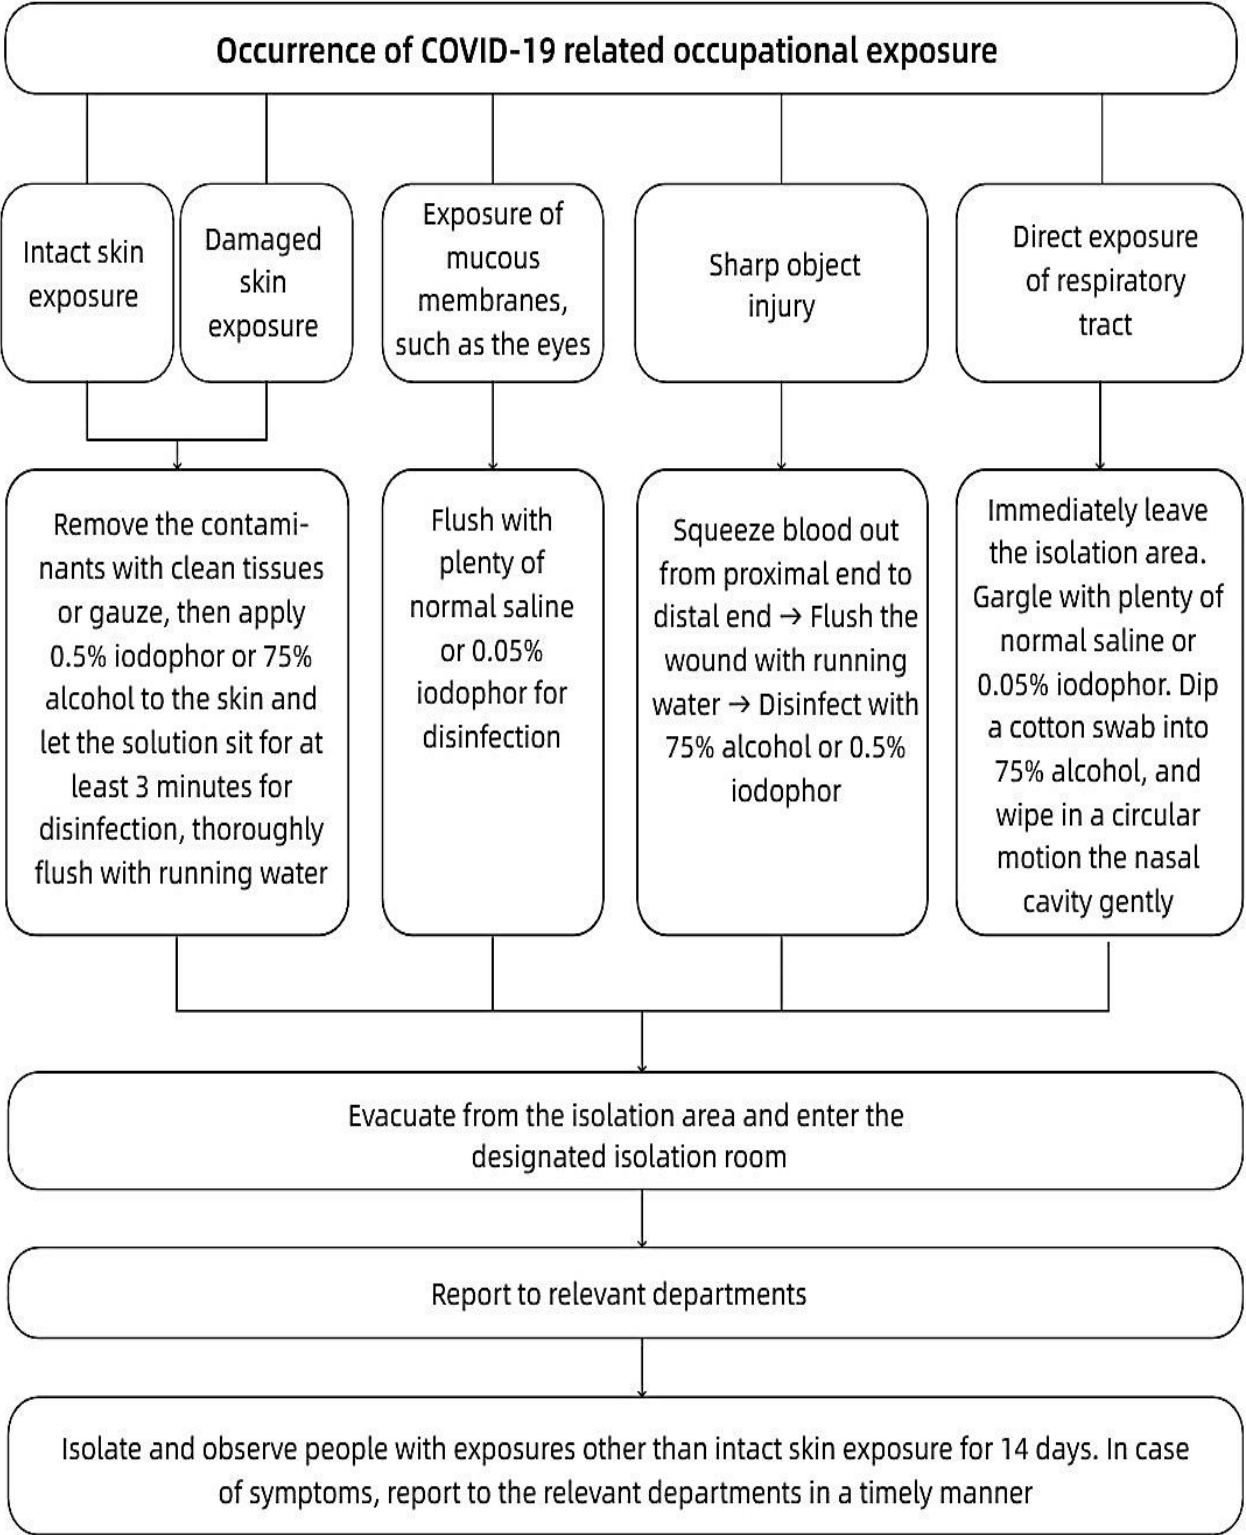 Occurrence of COVID-19 related occupational exposure
Intact skin
exposure
Damaged
skin
exposure
Exposure of
mucous
membranes,
such as the eyes
Sharp object
injury
Direct exposure
of respiratory
tract
Remove the contami-
nants with clean tissues
or gauze, then apply
0.5% iodophor or 75%
alcohol to the skin and
let the solution sit for at
least 3 minutes for
disinfection, thoroughly
flush with running water
Flush with
plenty of
normal saline
or 0.05%
iodophor for
disinfection
Squeeze blood out
from proximal end to
distal end → Flush the
wound with running
water → Disinfect with
75% alcohol or 0.5%
iodophor
Immediately leave
the isolation area.
Gargle with plenty of
normal saline or
0.05% iodophor. Dip
a cotton swab into
75% alcohol, and
wipe in a circular
motion the nasal
cavity gently
Evacuate from the isolation area and enter the
designated isolation room
Report to relevant departments
Isolate and observe people with exposures other than intact skin exposure for 14 days. In case
of symptoms, report to the relevant departments in a timely manner